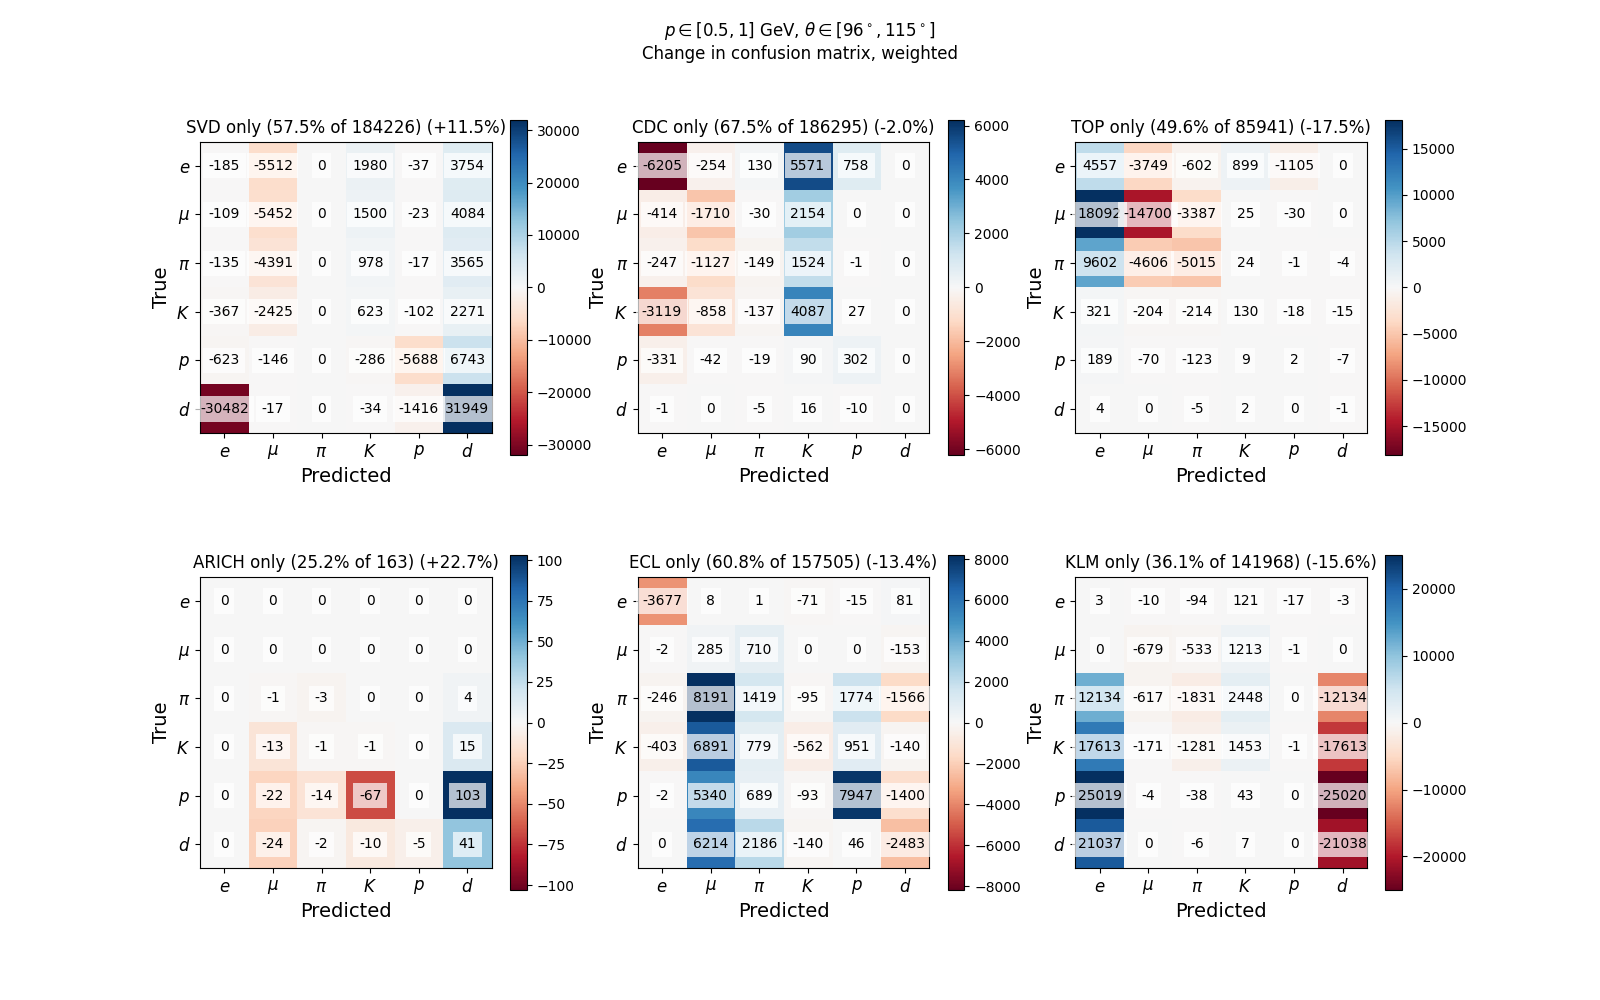 p ∈ [0.5, 1] GeV, θ ∈ [96°, 115°]
Change in confusion matrix, weighted
SVD only (57.5% of 184226) (+11.5%)
True
e -185 -5512 0 1980 -37 3754
μ -109 -5452 0 1500 -23 4084
π -135 -4391 0 978 -17 3565
K -367 -2425 0 623 -102 2271
p -623 -146 0 -286 -5688 6743
d -30482 -17 0 -34 -1416 31949
e μ π K p d
Predicted
30000
20000
10000
0
−10000
−20000
−30000
CDC only (67.5% of 186295) (-2.0%)
True
e -6205 -254 130 5571 758 0
μ -414 -1710 -30 2154 0 0
π -247 -1127 -149 1524 -1 0
K -3119 -858 -137 4087 27 0
p -331 -42 -19 90 302 0
d -1 0 -5 16 -10 0
e μ π K p d
Predicted
6000
4000
2000
0
−2000
−4000
−6000
TOP only (49.6% of 85941) (-17.5%)
True
e 4557 -3749 -602 899 -1105 0
μ 18092 -14700 -3387 25 -30 0
π 9602 -4606 -5015 24 -1 -4
K 321 -204 -214 130 -18 -15
p 189 -70 -123 9 2 -7
d 4 0 -5 2 0 -1
e μ π K p d
Predicted
15000
10000
5000
0
−5000
−10000
−15000
ARICH only (25.2% of 163) (+22.7%)
True
e 0 0 0 0 0 0
μ 0 0 0 0 0 0
π 0 -1 -3 0 0 4
K 0 -13 -1 -1 0 15
p 0 -22 -14 -67 0 103
d 0 -24 -2 -10 -5 41
e μ π K p d
Predicted
100
75
50
25
0
−25
−50
−75
−100
ECL only (60.8% of 157505) (-13.4%)
True
e -3677 8 1 -71 -15 81
μ -2 285 710 0 0 -153
π -246 8191 1419 -95 1774 -1566
K -403 6891 779 -562 951 -140
p -2 5340 689 -93 7947 -1400
d 0 6214 2186 -140 46 -2483
e μ π K p d
Predicted
8000
6000
4000
2000
0
−2000
−4000
−6000
−8000
KLM only (36.1% of 141968) (-15.6%)
True
e 3 -10 -94 121 -17 -3
μ 0 -679 -533 1213 -1 0
π 12134 -617 -1831 2448 0 -12134
K 17613 -171 -1281 1453 -1 -17613
p 25019 -4 -38 43 0 -25020
d 21037 0 -6 7 0 -21038
e μ π K p d
Predicted
20000
10000
0
−10000
−20000